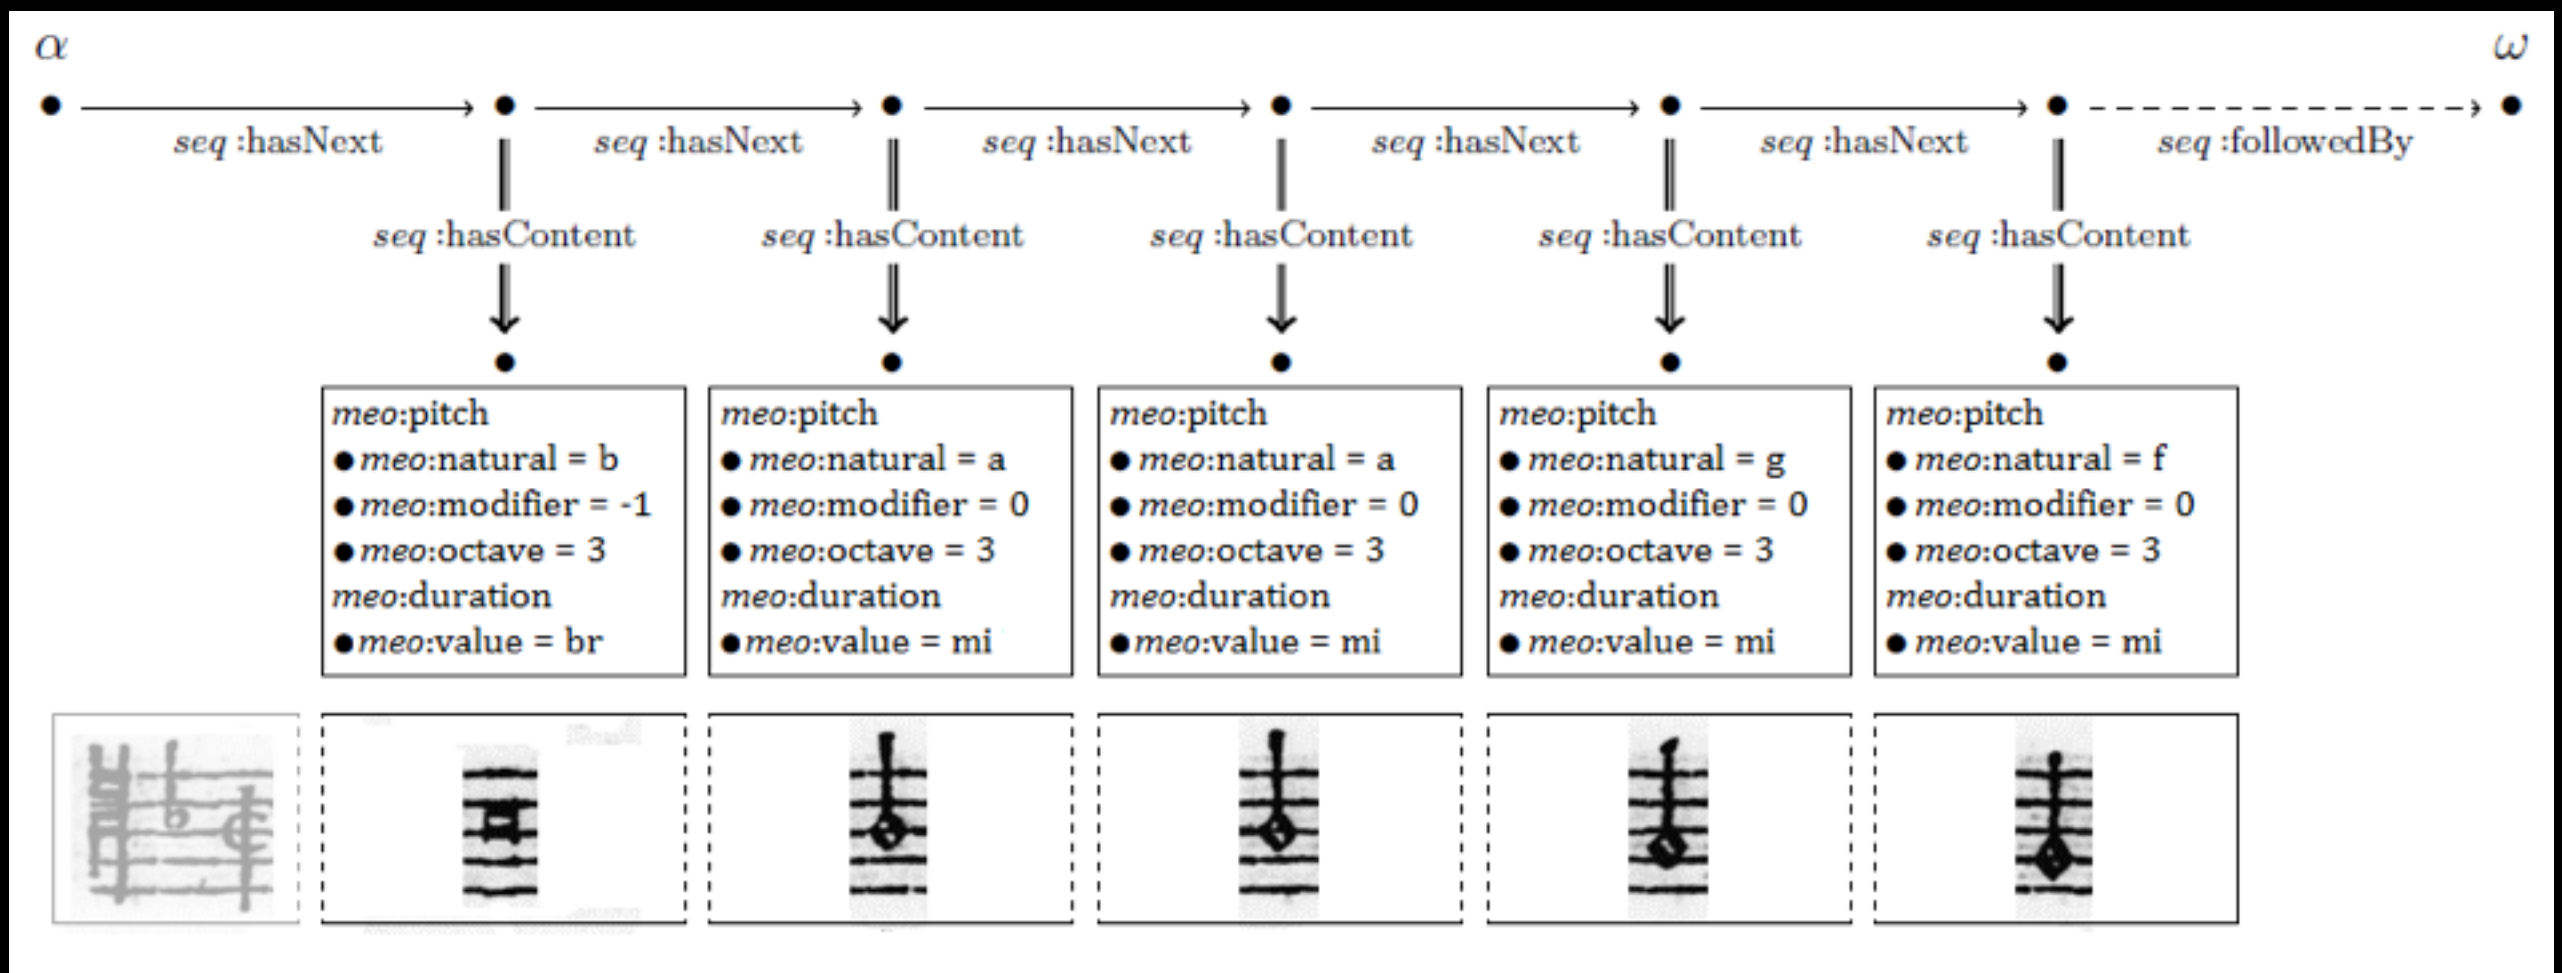 α ω
seq :hasNext seq :hasNext seq :hasNext seq :hasNext seq :hasNext seq :followedBy
seq :hasContent seq :hasContent seq :hasContent seq :hasContent seq :hasContent
meo:pitch
● meo:natural = b
● meo:modifier = -1
● meo:octave = 3
meo:duration
● meo:value = br
meo:pitch
● meo:natural = a
● meo:modifier = 0
● meo:octave = 3
meo:duration
● meo:value = mi
meo:pitch
● meo:natural = a
● meo:modifier = 0
● meo:octave = 3
meo:duration
● meo:value = mi
meo:pitch
● meo:natural = g
● meo:modifier = 0
● meo:octave = 3
meo:duration
● meo:value = mi
meo:pitch
● meo:natural = f
● meo:modifier = 0
● meo:octave = 3
meo:duration
● meo:value = mi